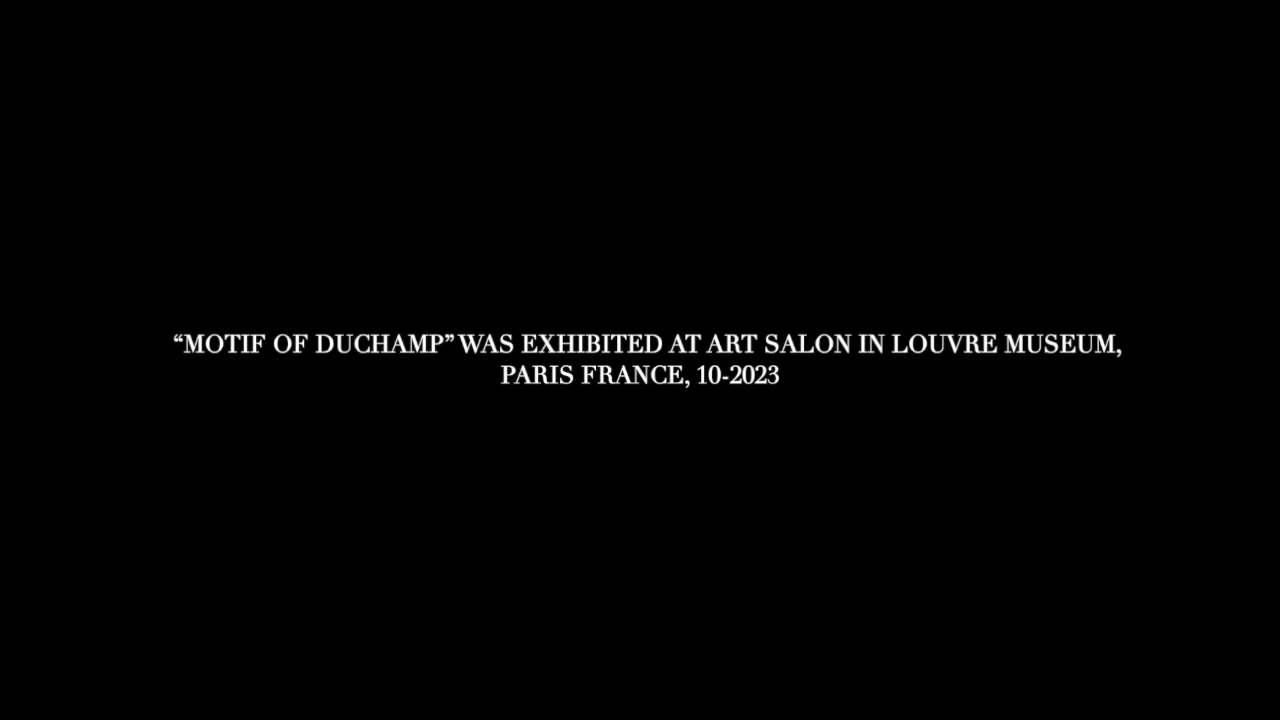 “MOTIF OF DUCHAMP” WAS EXHIBITED AT ART SALON IN LOUVRE MUSEUM,
PARIS FRANCE, 10-2023